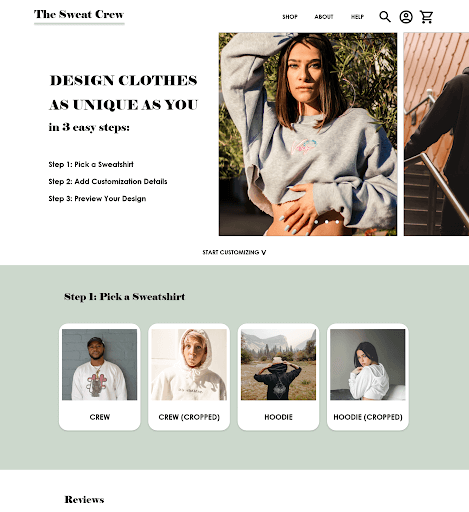 The Sweat Crew
SHOP ABOUT HELP
DESIGN CLOTHES
AS UNIQUE AS YOU
in 3 easy steps:
Step 1: Pick a Sweatshirt
Step 2: Add Customization Details
Step 3: Preview Your Design
START CUSTOMIZING V
Step 1: Pick a Sweatshirt
CREW
CREW (CROPPED)
HOODIE
HOODIE (CROPPED)
Reviews